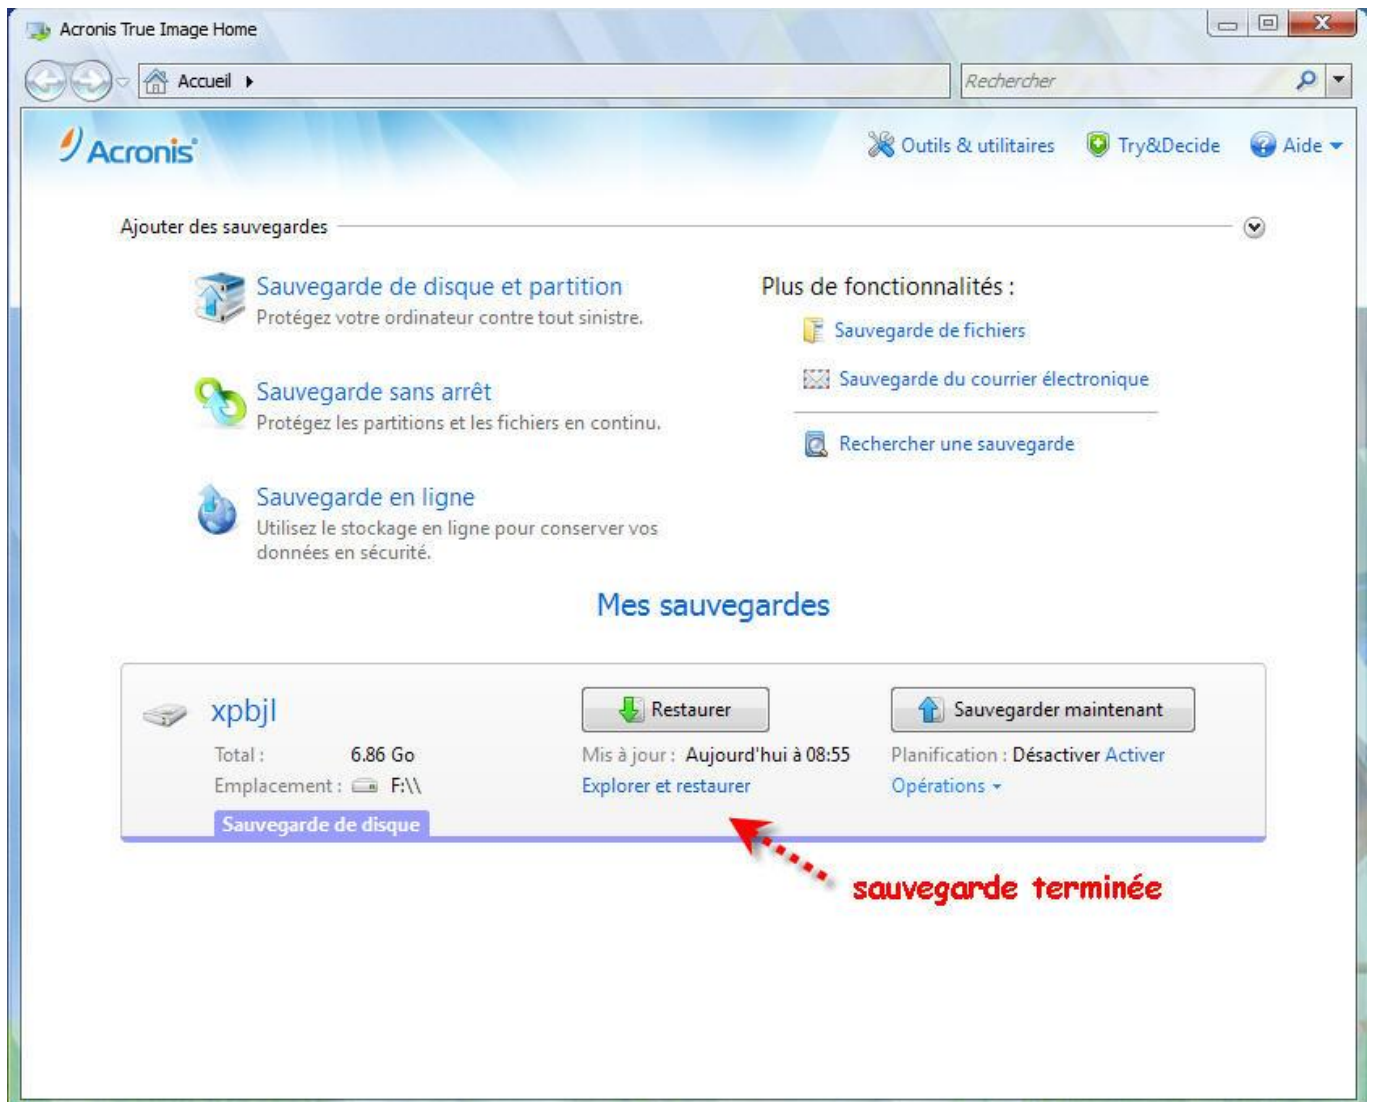 Acronis True Image Home
Accueil
Rechercher
Acronis
Outils & utilitaires
Try&Decide
Aide
Ajouter des sauvegardes
Sauvegarde de disque et partition
Protégez votre ordinateur contre tout sinistre.
Sauvegarde sans arrêt
Protégez les partitions et les fichiers en continu.
Sauvegarde en ligne
Utilisez le stockage en ligne pour conserver vos
données en sécurité.
Plus de fonctionnalités :
Sauvegarde de fichiers
Sauvegarde du courrier électronique
Rechercher une sauvegarde
Mes sauvegardes
xpbjl
Total : 6.86 Go
Emplacement : F:\\
Sauvegarde de disque
Restaurer
Mis à jour : Aujourd'hui à 08:55
Explorer et restaurer
Sauvegarder maintenant
Planification : Désactiver Activer
Opérations
sauvegarde terminée